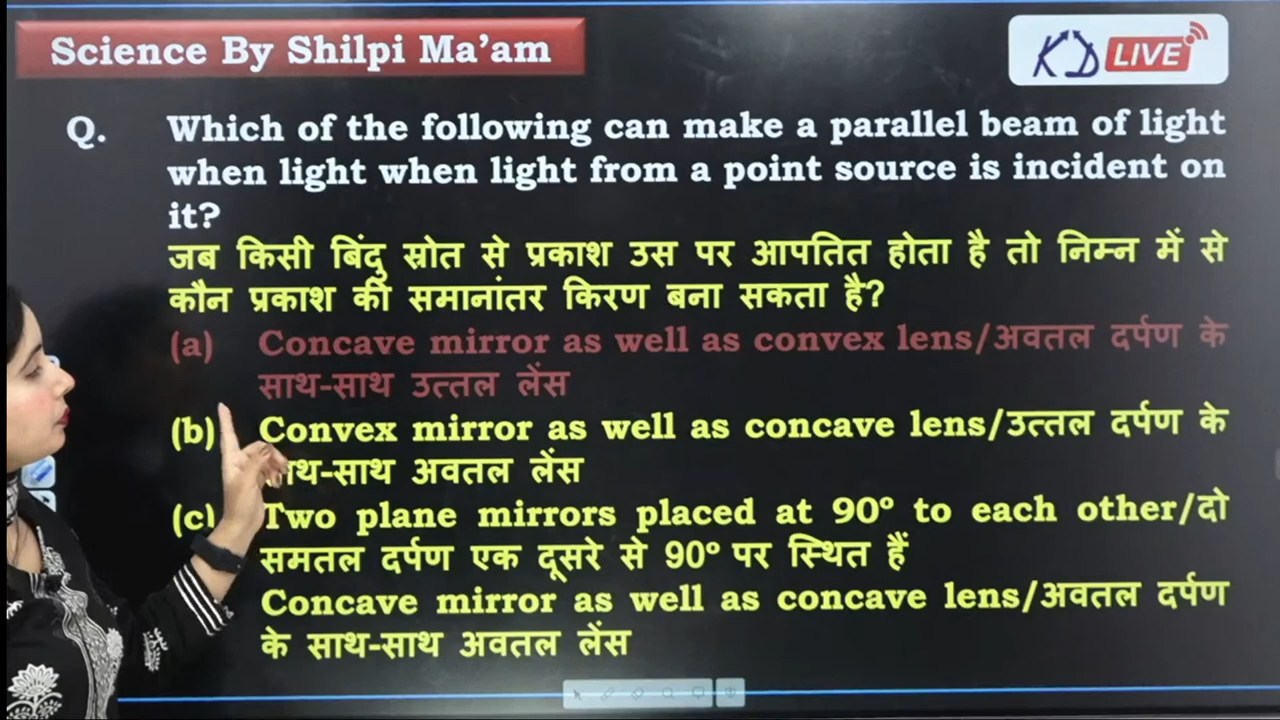 Science By Shilpi Ma’am
KD LIVE
Q. Which of the following can make a parallel beam of light
when light when light from a point source is incident on
it?
जब किसी बिंदु स्रोत से प्रकाश उस पर आपतित होता है तो निम्न में से
कौन प्रकाश की समानांतर किरण बना सकता है?
(a) Concave mirror as well as convex lens/अवतल दर्पण के
साथ-साथ उत्तल लेंस
(b) Convex mirror as well as concave lens/उत्तल दर्पण के
साथ-साथ अवतल लेंस
(c) Two plane mirrors placed at 90º to each other/दो
समतल दर्पण एक दूसरे से 90º पर स्थित हैं
Concave mirror as well as concave lens/अवतल दर्पण
के साथ-साथ अवतल लेंस